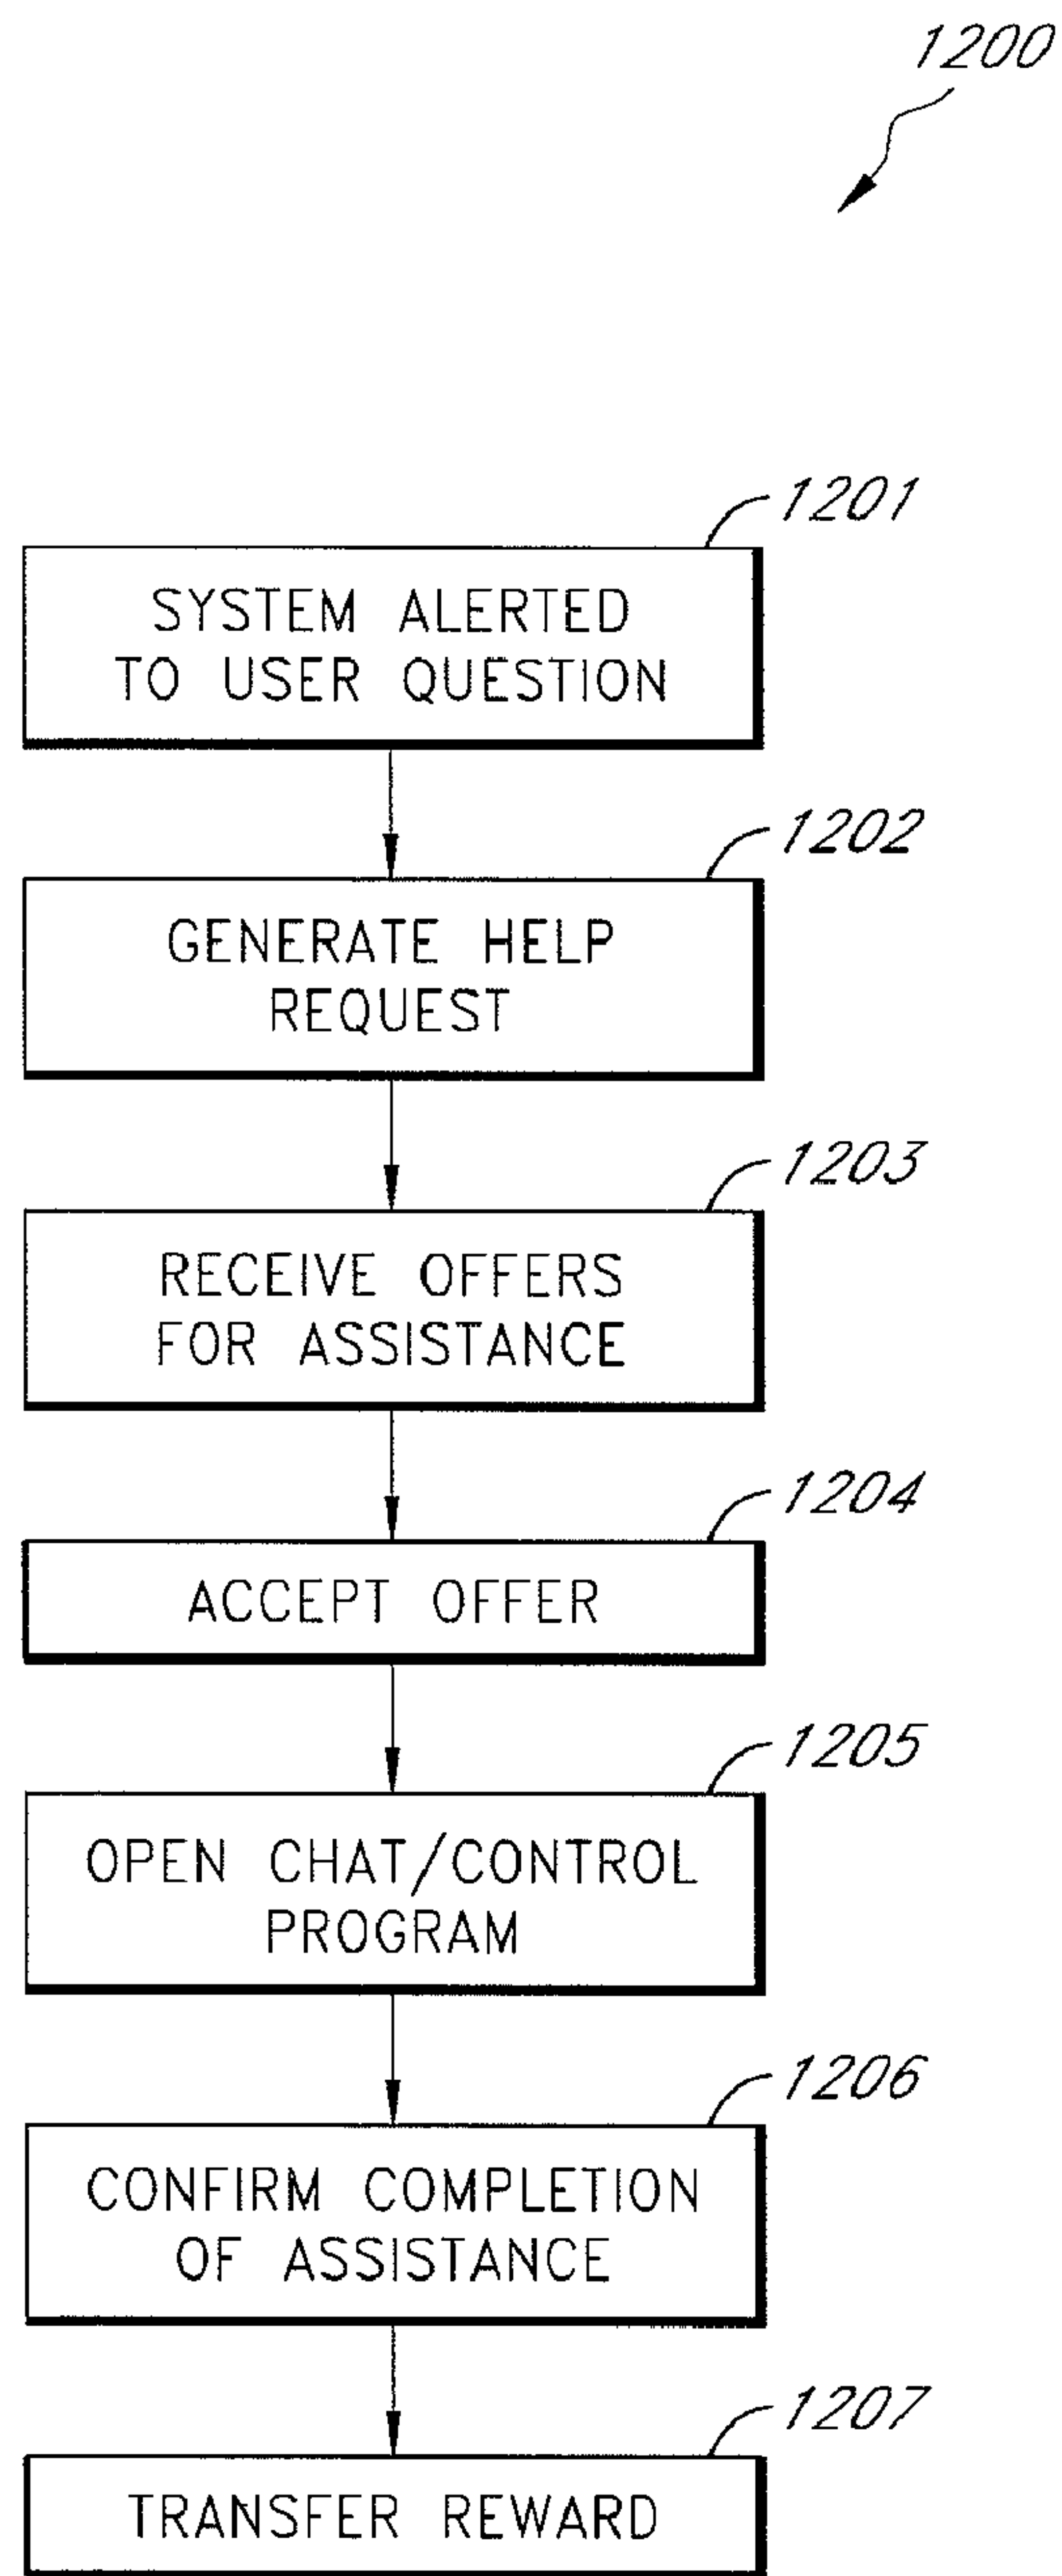 1200
1201
SYSTEM ALERTED
TO USER QUESTION
1202
GENERATE HELP
REQUEST
1203
RECEIVE OFFERS
FOR ASSISTANCE
1204
ACCEPT OFFER
1205
OPEN CHAT/CONTROL
PROGRAM
1206
CONFIRM COMPLETION
OF ASSISTANCE
1207
TRANSFER REWARD